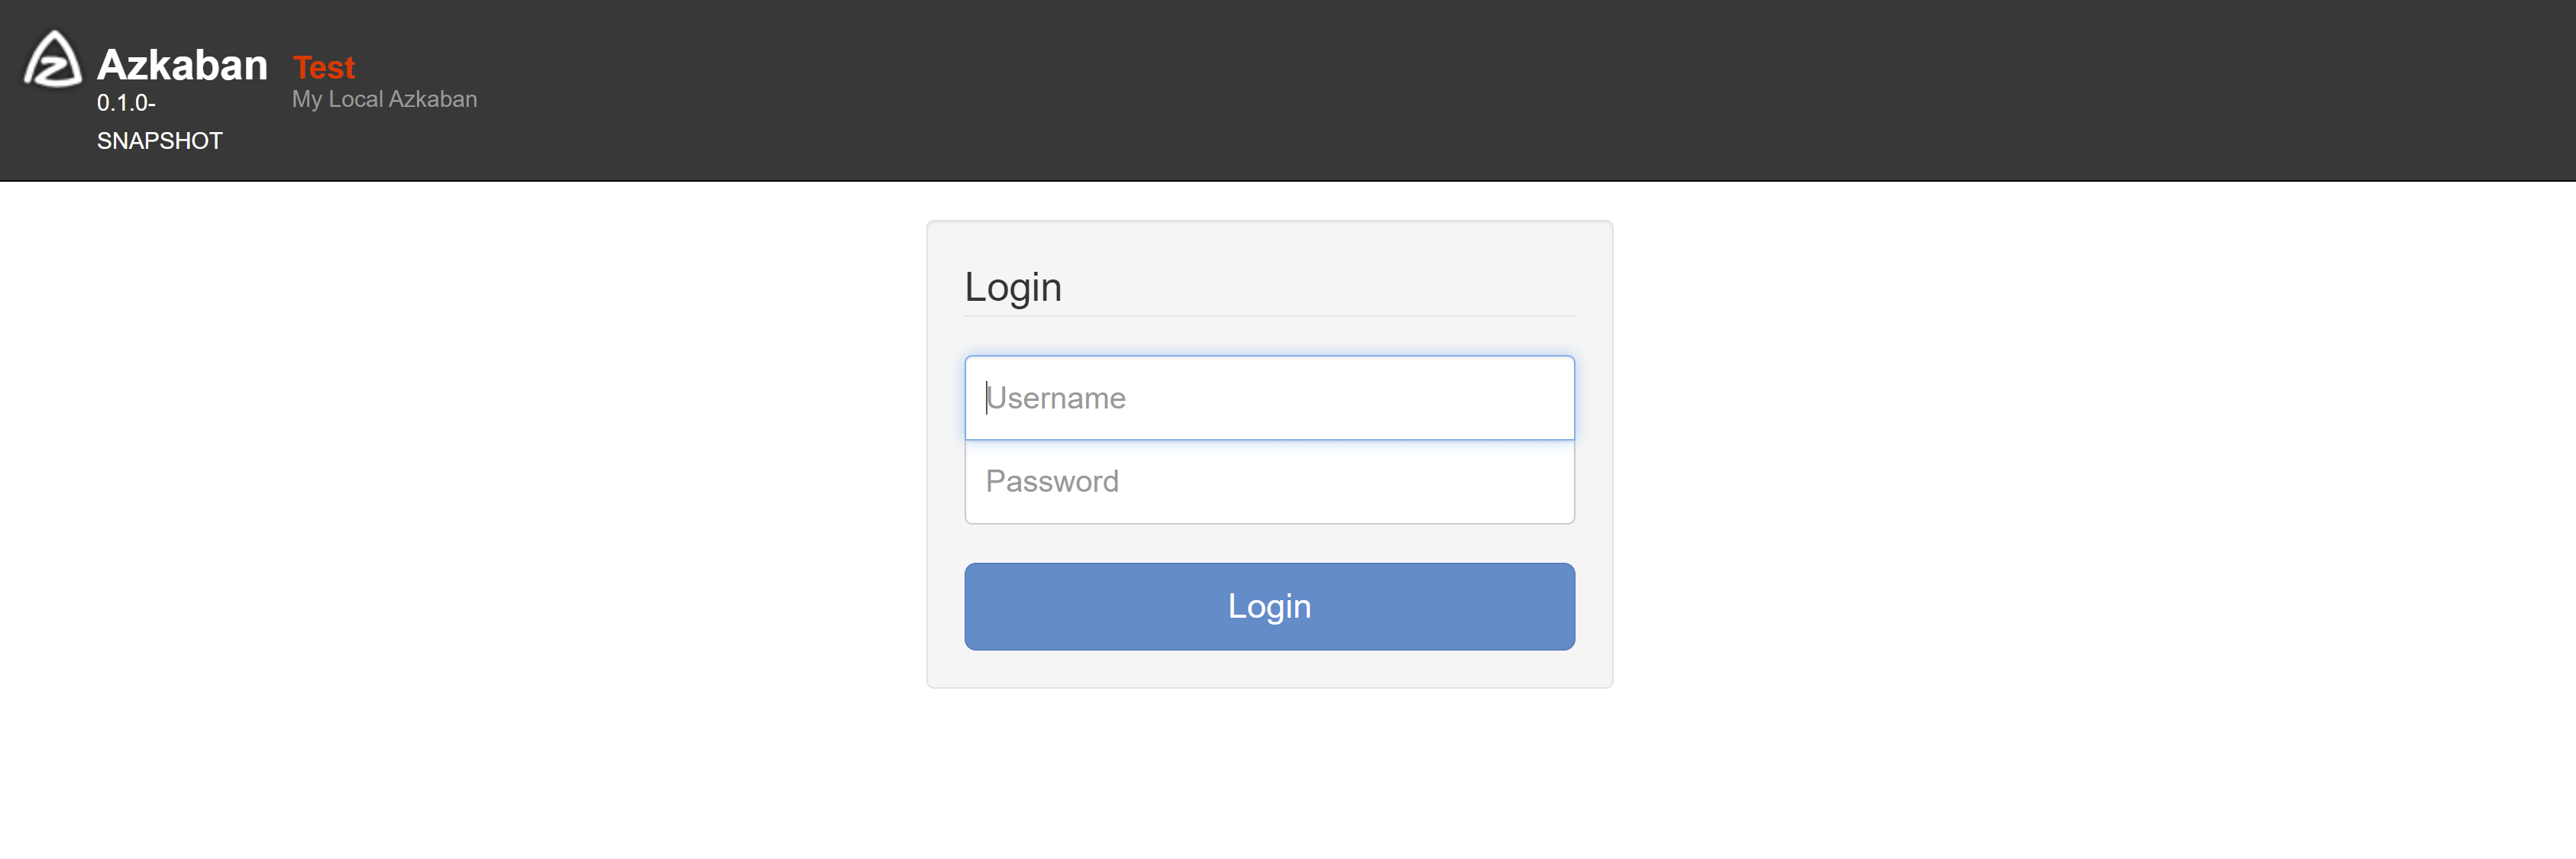 Azkaban
0.1.0-
SNAPSHOT
Test
My Local Azkaban
Login
Username
Password
Login